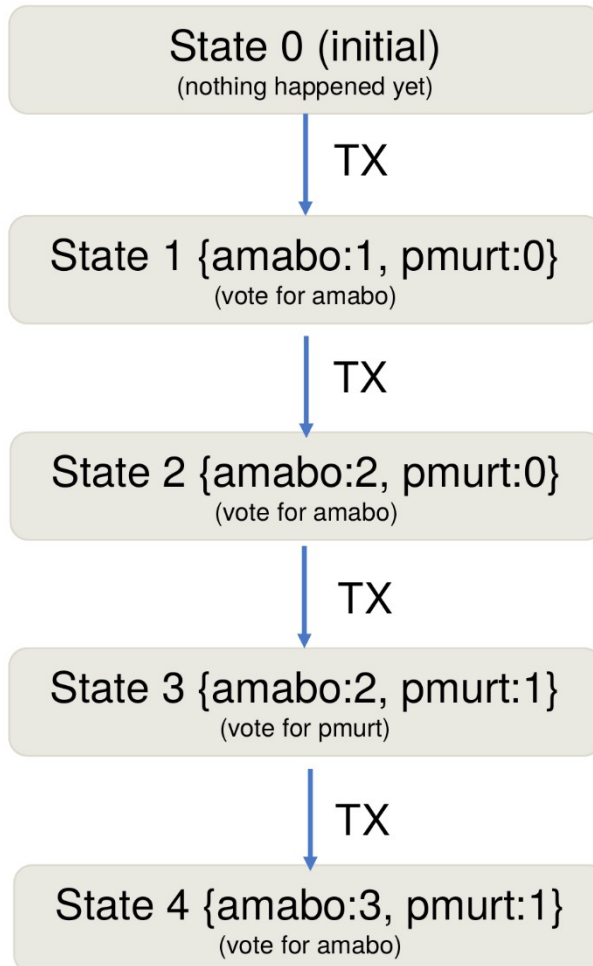 State 0 (initial)
(nothing happened yet)
TX
State 1 {amabo:1, pmurt:0}
(vote for amabo)
TX
State 2 {amabo:2, pmurt:0}
(vote for amabo)
TX
State 3 {amabo:2, pmurt:1}
(vote for pmurt)
TX
State 4 {amabo:3, pmurt:1}
(vote for amabo)